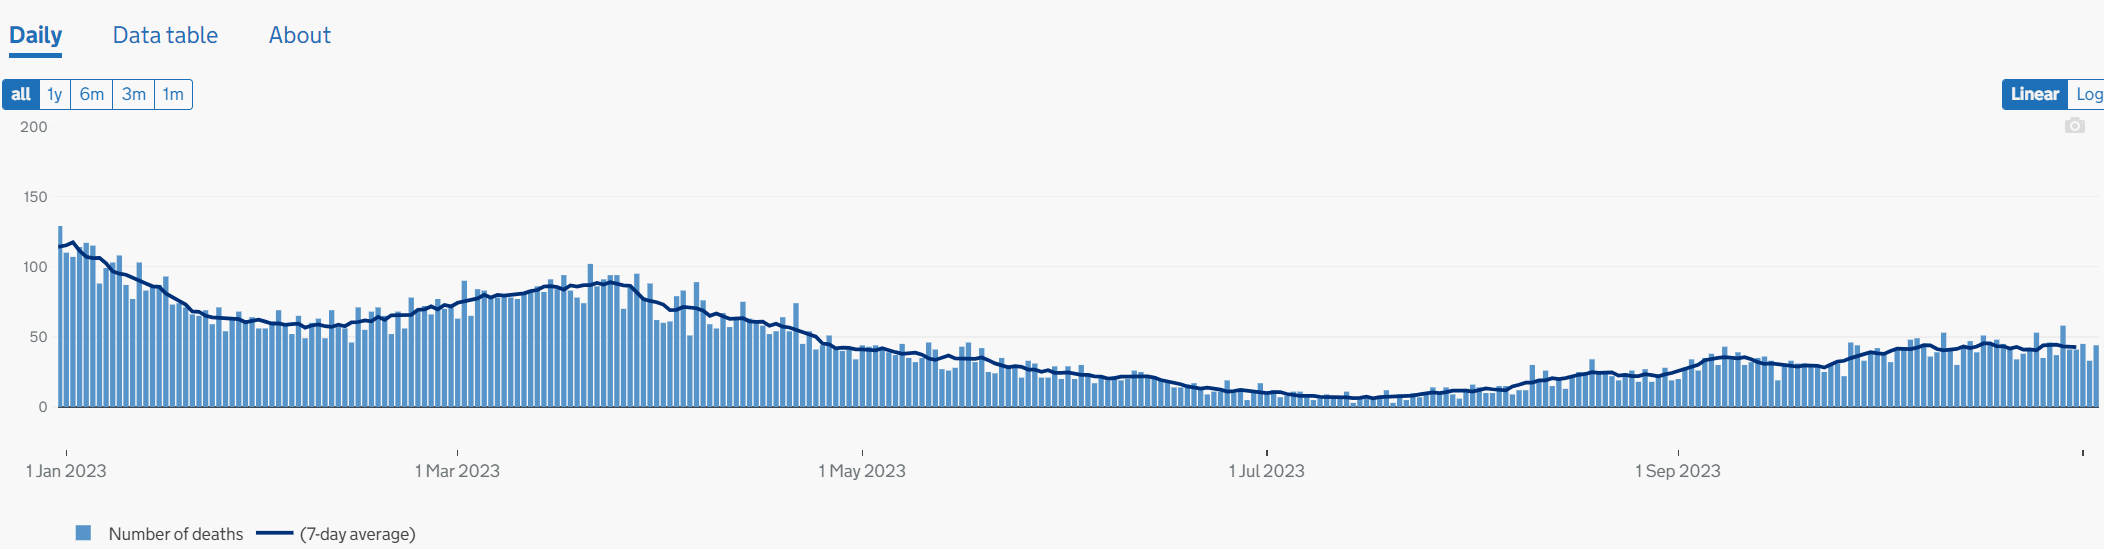 Daily Data table About
all 1y 6m 3m 1m Linear Log
200
150
100
50
0
1 Jan 2023 1 Mar 2023 1 May 2023 1 Jul 2023 1 Sep 2023
Number of deaths (7-day average)